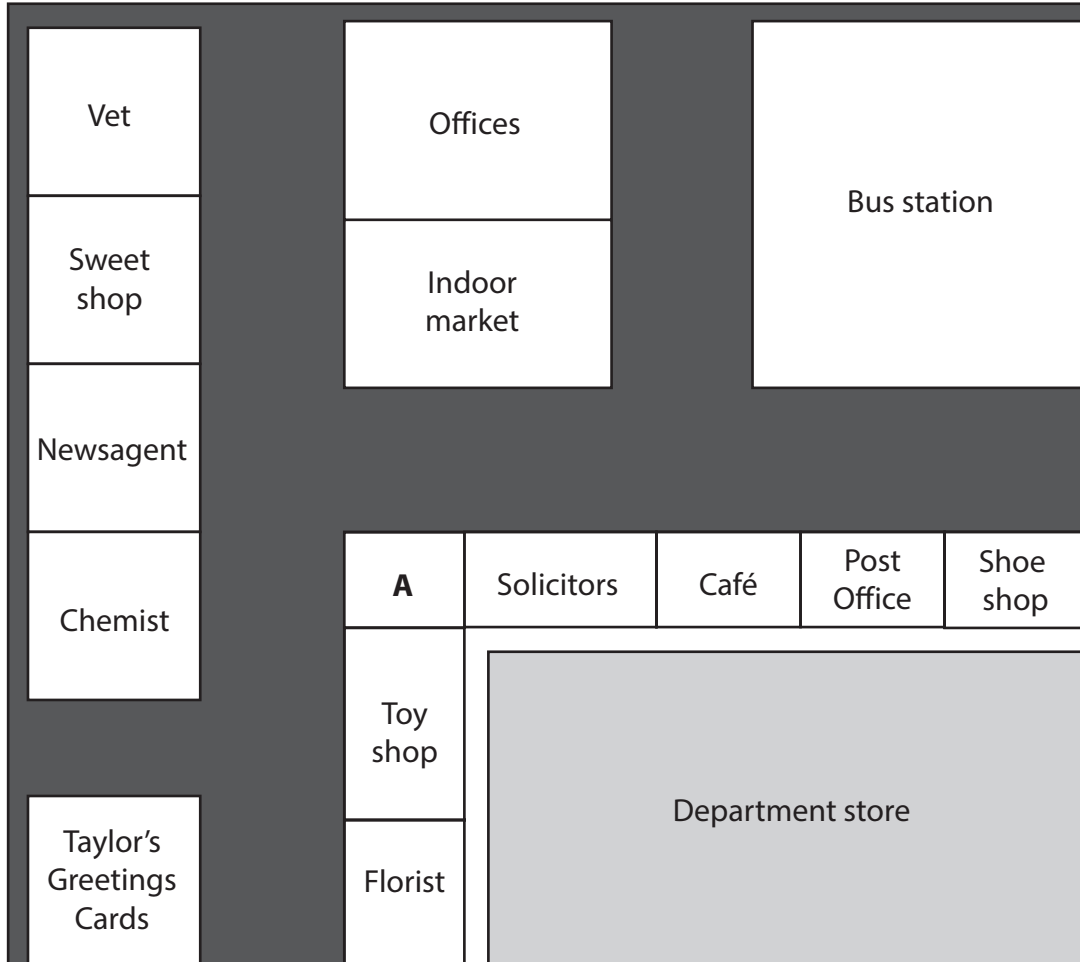 Vet
Offices
Bus station
Sweet
shop
Indoor
market
Newsagent
Chemist
A
Solicitors
Café
Post
Office
Shoe
shop
Toy
shop
Department store
Taylor’s
Greetings
Cards
Florist